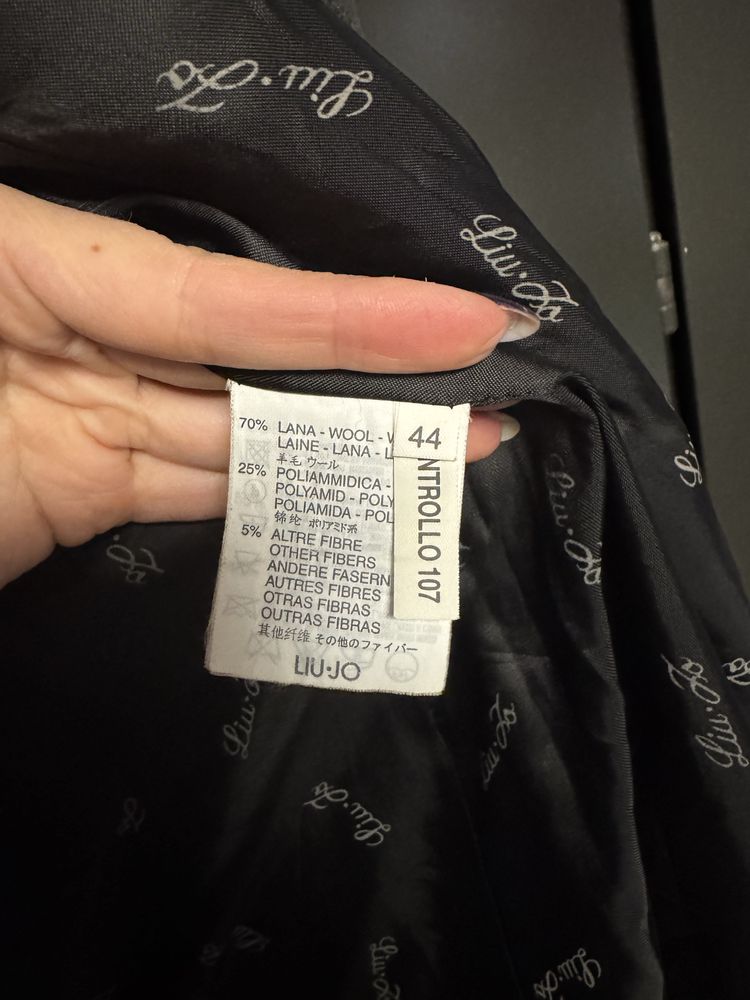 Liu·Jo
Liu·Jo
70% LANA - WOOL - W
LAINE - LANA - L
羊毛 ウール
25% POLIAMMIDICA -
POLYAMID - POLY
POLIAMIDA - POL
锦纶 ポリアミド系
5% ALTRE FIBRE
OTHER FIBERS
ANDERE FASERN
AUTRES FIBRES
OTRAS FIBRAS
OUTRAS FIBRAS
其他纤维 その他のファイバー
LIU·JO
44
NTROLLO 107
Liu·Jo
Liu·Jo
Liu·Jo
Liu·Jo